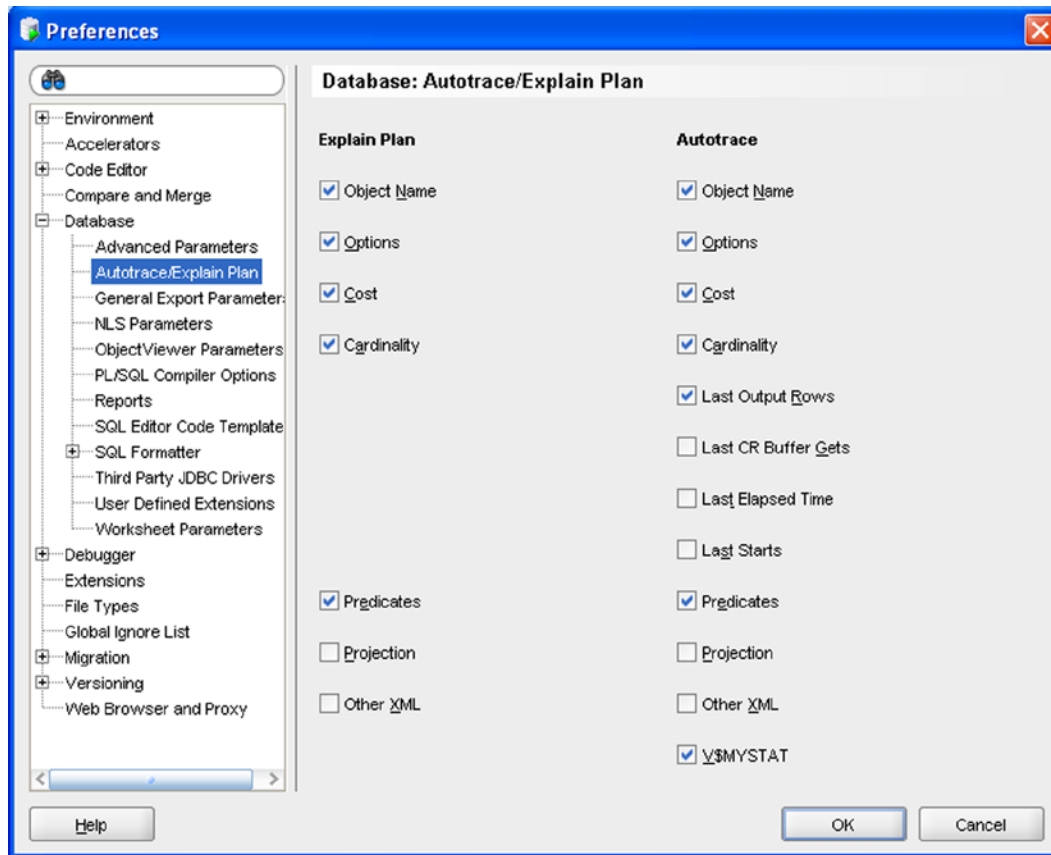 Preferences
Database: Autotrace/Explain Plan
Environment
Accelerators
Code Editor
Compare and Merge
Database
Advanced Parameters
Autotrace/Explain Plan
General Export Parameter
NLS Parameters
ObjectViewer Parameters
PL/SQL Compiler Options
Reports
SQL Editor Code Template
SQL Formatter
Third Party JDBC Drivers
User Defined Extensions
Worksheet Parameters
Debugger
Extensions
File Types
Global Ignore List
Migration
Versioning
Web Browser and Proxy
Explain Plan
Object Name
Options
Cost
Cardinality
Predicates
Projection
Other XML
Autotrace
Object Name
Options
Cost
Cardinality
Last Output Rows
Last CR Buffer Gets
Last Elapsed Time
Last Starts
Predicates
Projection
Other XML
V$MYSTAT
Help
OK
Cancel